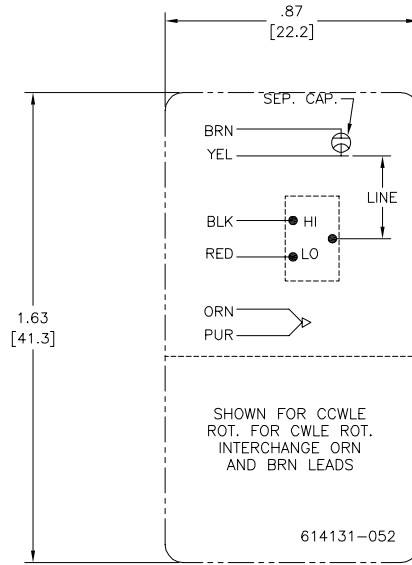 .87
[22.2]
SEP. CAP.
BRN
YEL
LINE
BLK
HI
RED
LO
1.63
[41.3]
ORN
PUR
SHOWN FOR CCWLE
ROT. FOR CWLE ROT.
INTERCHANGE ORN
AND BRN LEADS
614131-052